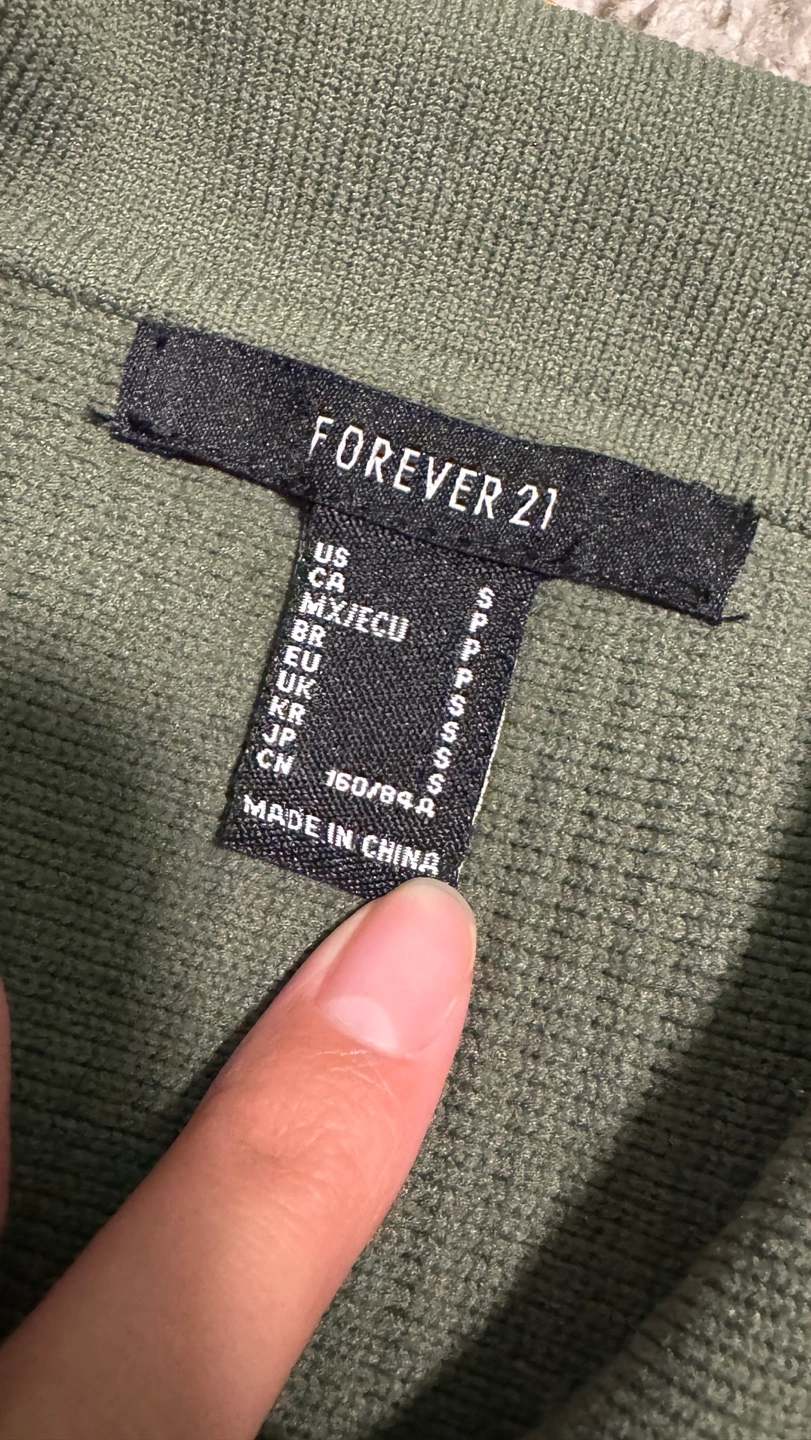 FOREVER 21
US S
CA P
MX/ECU P
BR P
EU S
UK S
KR S
JP S
CN 160/84A
MADE IN CHINA